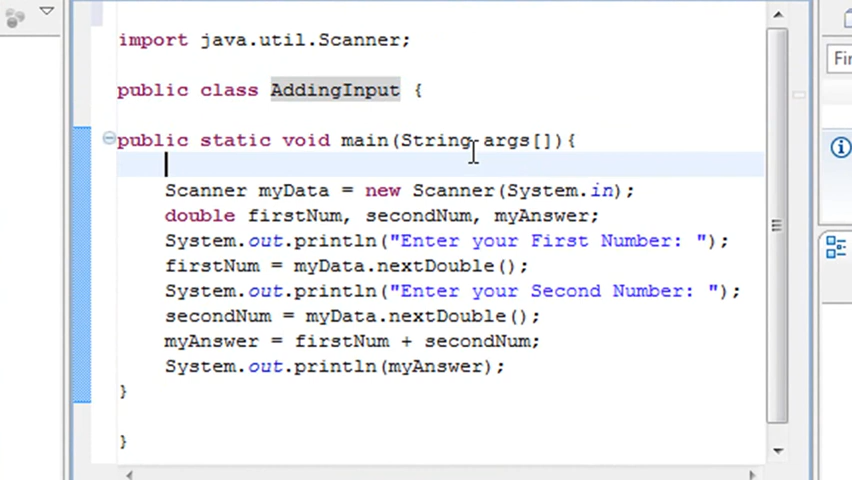 import java.util.Scanner;
public class AddingInput {
public static void main(String args[]){
Scanner myData = new Scanner(System.in);
double firstNum, secondNum, myAnswer;
System.out.println("Enter your First Number: ");
firstNum = myData.nextDouble();
System.out.println("Enter your Second Number: ");
secondNum = myData.nextDouble();
myAnswer = firstNum + secondNum;
System.out.println(myAnswer);
}
}
Fir